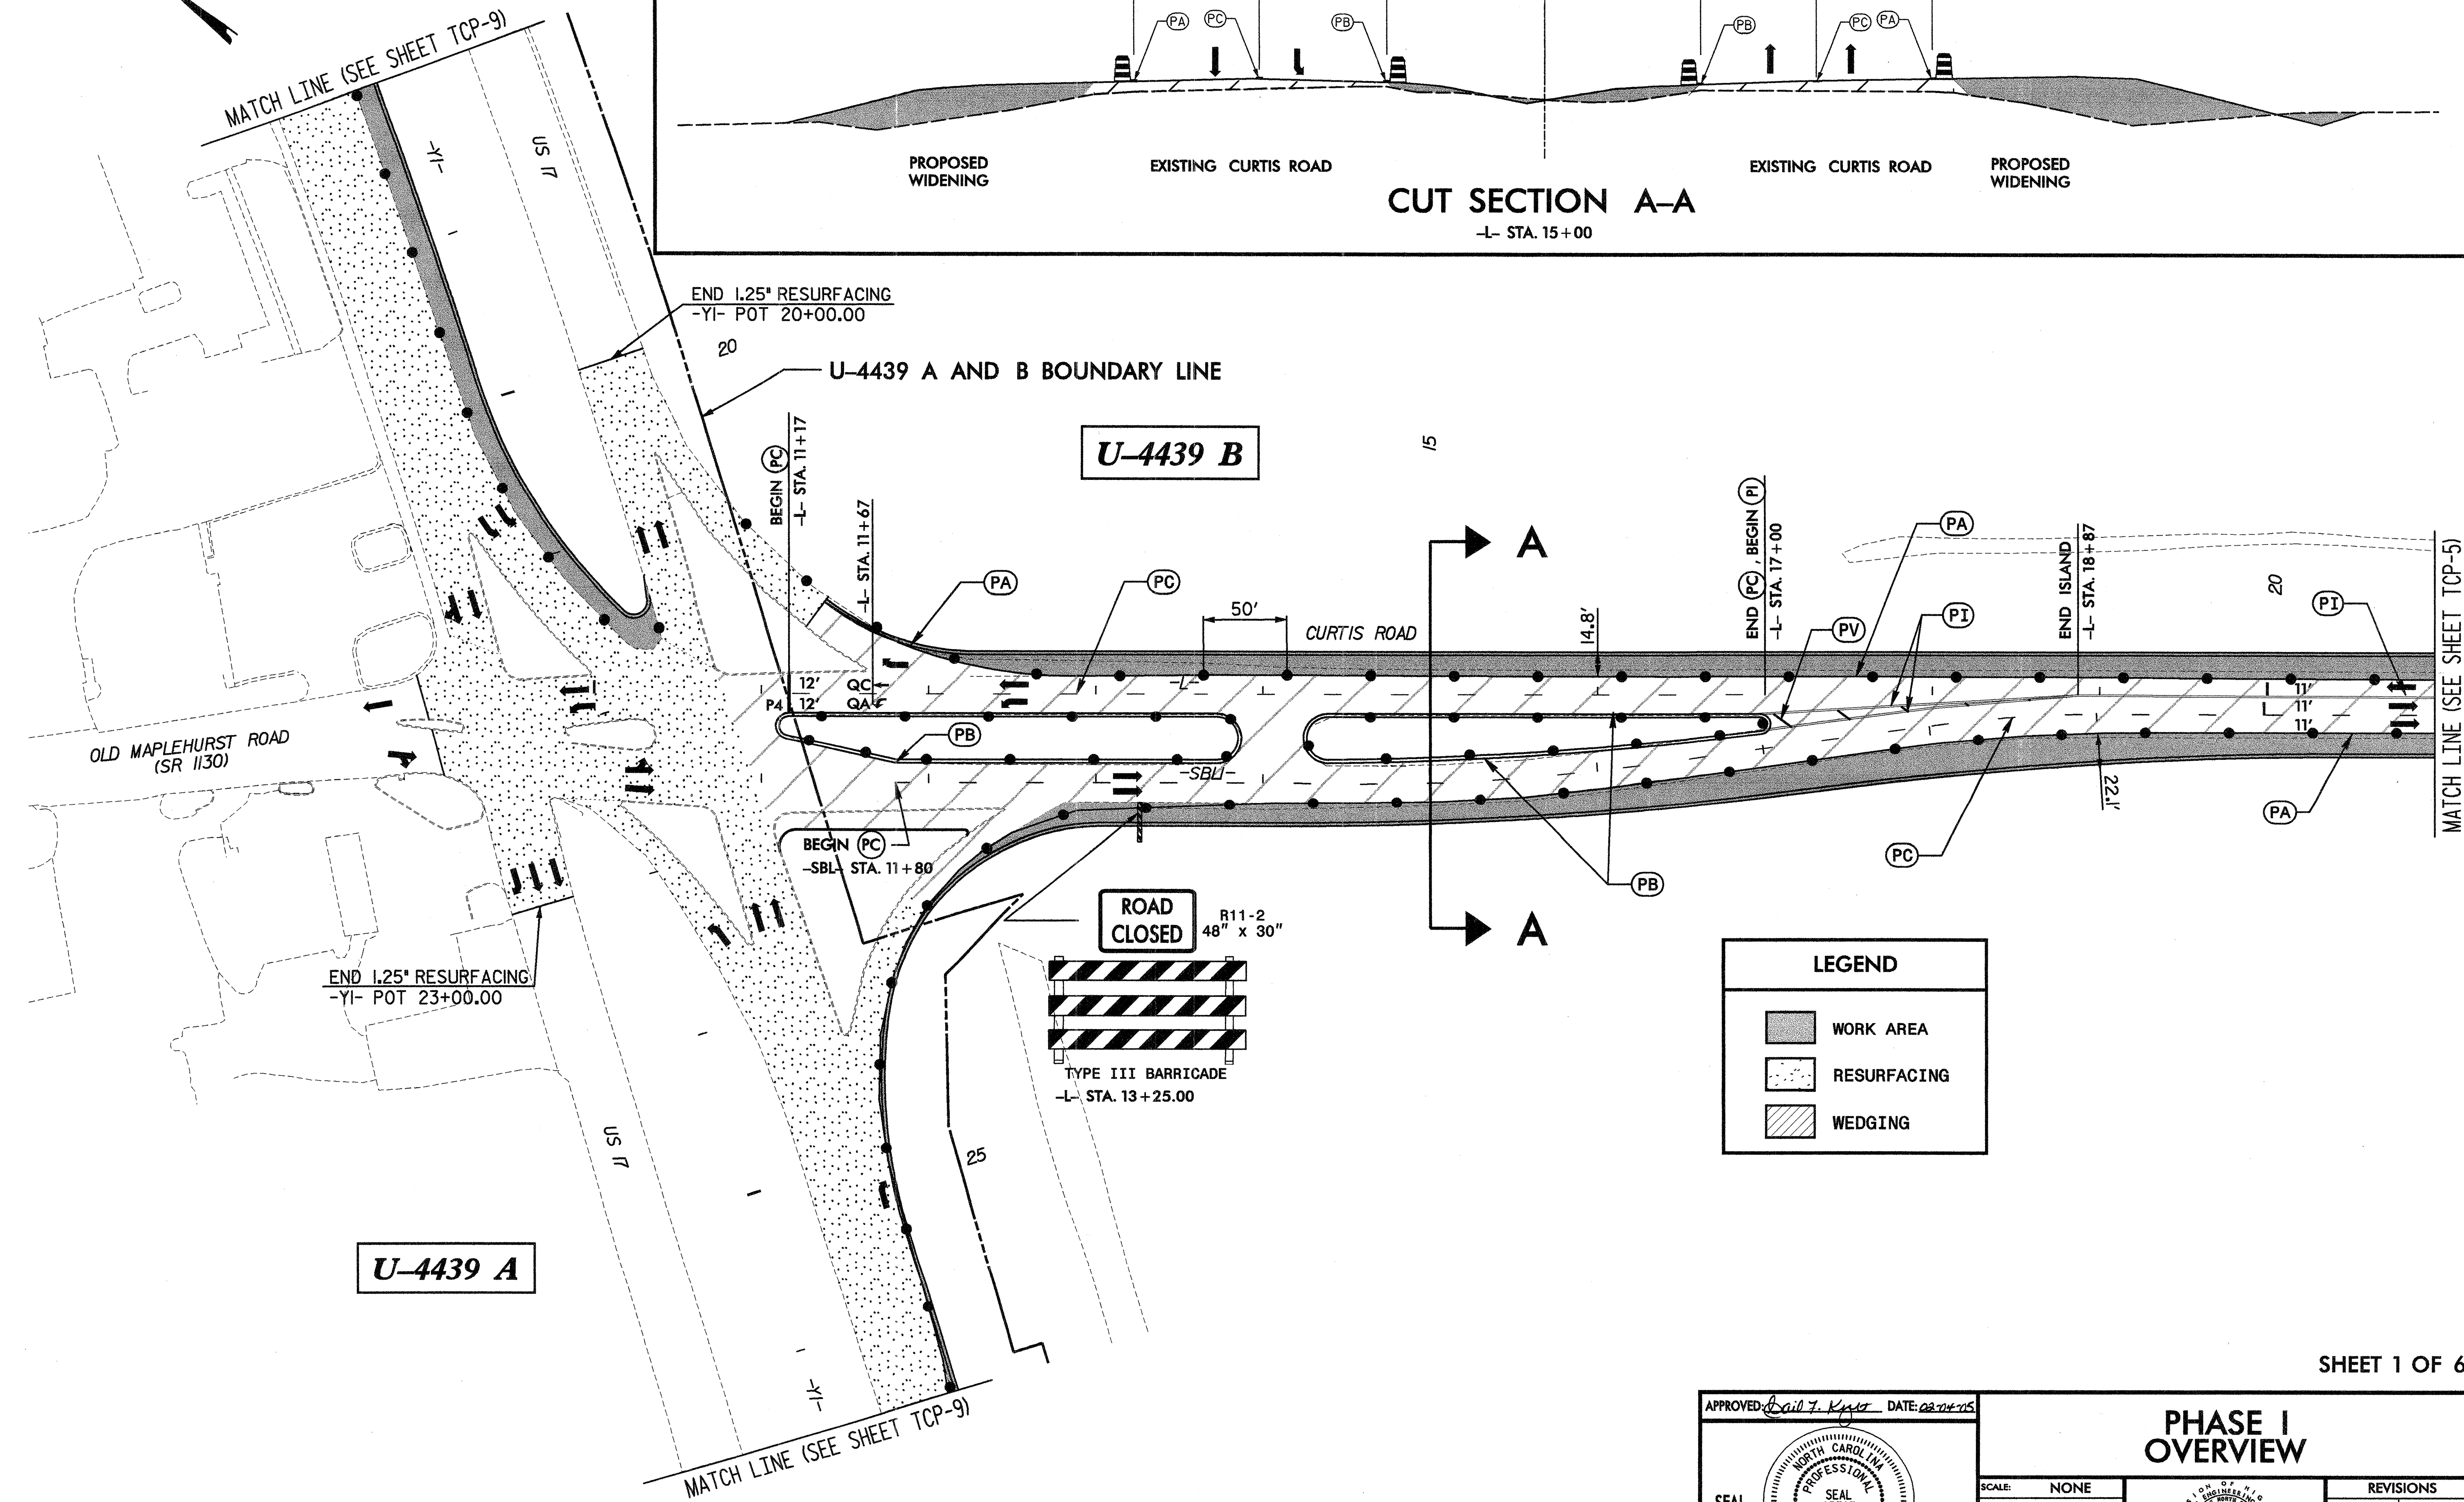 PA
PC
PB
PB
PC
PA
PROPOSED
WIDENING
EXISTING CURTIS ROAD
EXISTING CURTIS ROAD
PROPOSED
WIDENING
CUT SECTION A–A
–L– STA. 15+00
MATCH LINE (SEE SHEET TCP-9)
-Y1-
US 17
END 1.25" RESURFACING
-Y1- POT 20+00.00
20
U–4439 A AND B BOUNDARY LINE
U–4439 B
15
BEGIN PC
–L– STA. 11+17
–L– STA. 11+67
PA
PC
50'
CURTIS ROAD
14.8'
A
END PC, BEGIN PI
–L– STA. 17+00
PV
PA
PI
END ISLAND
–L– STA. 18+87
20
PI
MATCH LINE (SEE SHEET TCP-5)
12'
QC
P4
12'
QA
-L-
11'
11'
11'
PB
-SBL-
OLD MAPLEHURST ROAD
(SR 1130)
22.1'
PA
BEGIN PC
–SBL– STA. 11+80
PC
PB
A
ROAD
CLOSED
R11-2
48" x 30"
TYPE III BARRICADE
–L– STA. 13+25.00
END 1.25" RESURFACING
-Y1- POT 23+00.00
LEGEND
WORK AREA
RESURFACING
WEDGING
US 17
25
U–4439 A
-Y1-
MATCH LINE (SEE SHEET TCP-9)
SHEET 1 OF 6
APPROVED:
DATE: 02-04-05
PHASE I
OVERVIEW
NORTH CAROLINA
PROFESSIONAL
SEAL
SEAL
SCALE: NONE
REVISIONS